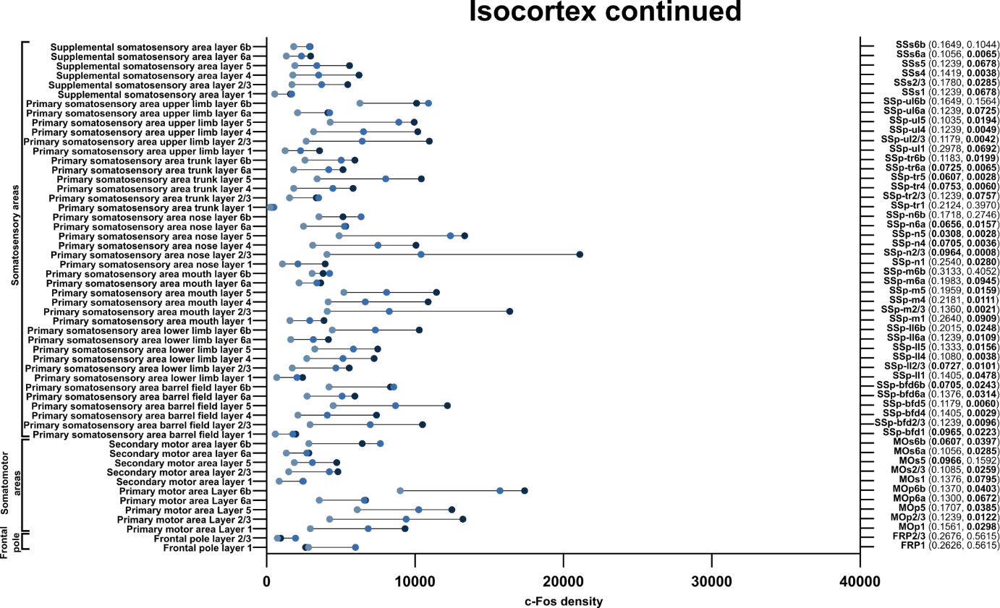 Isocortex continued
Supplemental somatosensory area layer 6b SSs6b (0.1649, 0.1044)
Supplemental somatosensory area layer 6a SSs6a (0.1056, 0.0065)
Supplemental somatosensory area layer 5 SSs5 (0.1239, 0.0678)
Supplemental somatosensory area layer 4 SSs4 (0.1419, 0.0038)
Supplemental somatosensory area layer 2/3 SSs2/3 (0.1780, 0.0285)
Supplemental somatosensory area layer 1 SSs1 (0.1239, 0.0678)
Primary somatosensory area upper limb layer 6b SSp-ul6b (0.1649, 0.1564)
Primary somatosensory area upper limb layer 6a SSp-ul6a (0.1239, 0.0725)
Primary somatosensory area upper limb layer 5 SSp-ul5 (0.1035, 0.0194)
Primary somatosensory area upper limb layer 4 SSp-ul4 (0.1239, 0.0049)
Primary somatosensory area upper limb layer 2/3 SSp-ul2/3 (0.1179, 0.0042)
Primary somatosensory area upper limb layer 1 SSp-ul1 (0.2978, 0.0692)
Primary somatosensory area trunk layer 6b SSp-tr6b (0.1183, 0.0199)
Primary somatosensory area trunk layer 6a SSp-tr6a (0.0725, 0.0065)
Primary somatosensory area trunk layer 5 SSp-tr5 (0.0607, 0.0028)
Primary somatosensory area trunk layer 4 SSp-tr4 (0.0753, 0.0060)
Primary somatosensory area trunk layer 2/3 SSp-tr2/3 (0.1239, 0.0757)
Primary somatosensory area trunk layer 1 SSp-tr1 (0.2124, 0.3970)
Primary somatosensory area nose layer 6b SSp-n6b (0.1718, 0.2746)
Primary somatosensory area nose layer 6a SSp-n6a (0.0656, 0.0157)
Primary somatosensory area nose layer 5 SSp-n5 (0.0308, 0.0028)
Primary somatosensory area nose layer 4 SSp-n4 (0.0705, 0.0036)
Primary somatosensory area nose layer 2/3 SSp-n2/3 (0.0964, 0.0008)
Primary somatosensory area nose layer 1 SSp-n1 (0.2540, 0.0280)
Primary somatosensory area mouth layer 6b SSp-m6b (0.3133, 0.4052)
Primary somatosensory area mouth layer 6a SSp-m6a (0.1983, 0.0945)
Primary somatosensory area mouth layer 5 SSp-m5 (0.1959, 0.0159)
Primary somatosensory area mouth layer 4 SSp-m4 (0.2181, 0.0111)
Primary somatosensory area mouth layer 2/3 SSp-m2/3 (0.1360, 0.0021)
Primary somatosensory area mouth layer 1 SSp-m1 (0.2640, 0.0909)
Primary somatosensory area lower limb layer 6b SSp-ll6b (0.2015, 0.0248)
Primary somatosensory area lower limb layer 6a SSp-ll6a (0.1239, 0.0109)
Primary somatosensory area lower limb layer 5 SSp-ll5 (0.1333, 0.0156)
Primary somatosensory area lower limb layer 4 SSp-ll4 (0.1080, 0.0038)
Primary somatosensory area lower limb layer 2/3 SSp-ll2/3 (0.0727, 0.0101)
Primary somatosensory area lower limb layer 1 SSp-ll1 (0.1405, 0.0478)
Primary somatosensory area barrel field layer 6b SSp-bfd6b (0.0705, 0.0243)
Primary somatosensory area barrel field layer 6a SSp-bfd6a (0.1376, 0.0314)
Primary somatosensory area barrel field layer 5 SSp-bfd5 (0.1179, 0.0060)
Primary somatosensory area barrel field layer 4 SSp-bfd4 (0.1405, 0.0029)
Primary somatosensory area barrel field layer 2/3 SSp-bfd2/3 (0.1239, 0.0096)
Primary somatosensory area barrel field layer 1 SSp-bfd1 (0.0965, 0.0223)
Secondary motor area layer 6b MOs6b (0.0607, 0.0397)
Secondary motor area layer 6a MOs6a (0.1056, 0.0285)
Secondary motor area layer 5 MOs5 (0.0966, 0.1592)
Secondary motor area layer 2/3 MOs2/3 (0.1085, 0.0259)
Secondary motor area layer 1 MOs1 (0.1376, 0.0795)
Primary motor area Layer 6b MOp6b (0.1370, 0.0403)
Primary motor area Layer 6a MOp6a (0.1300, 0.0672)
Primary motor area Layer 5 MOp5 (0.1707, 0.0385)
Primary motor area Layer 2/3 MOp2/3 (0.1239, 0.0122)
Primary motor area Layer 1 MOp1 (0.1561, 0.0298)
Frontal pole layer 2/3 FRP2/3 (0.2676, 0.5615)
Frontal pole layer 1 FRP1 (0.2626, 0.5615)
Somatosensory areas
Somatomotor
areas
Frontal
pole
0 10000 20000 30000 40000
c-Fos density